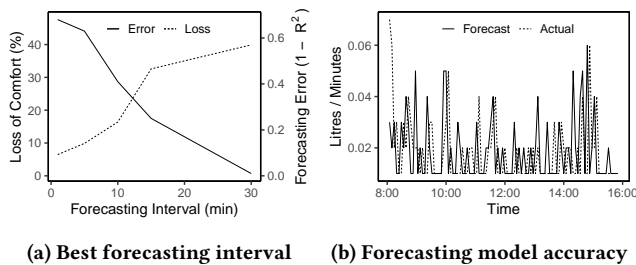 Error Loss
Loss of Comfort (%)
40
30
20
10
0
0.6
0.4
0.2
0.0
Forecasting Error (1 − R²)
0 10 20 30
Forecasting Interval (min)
(a) Best forecasting interval
Forecast Actual
Litres / Minutes
0.06
0.04
0.02
8:00 10:00 12:00 14:00 16:00
Time
(b) Forecasting model accuracy